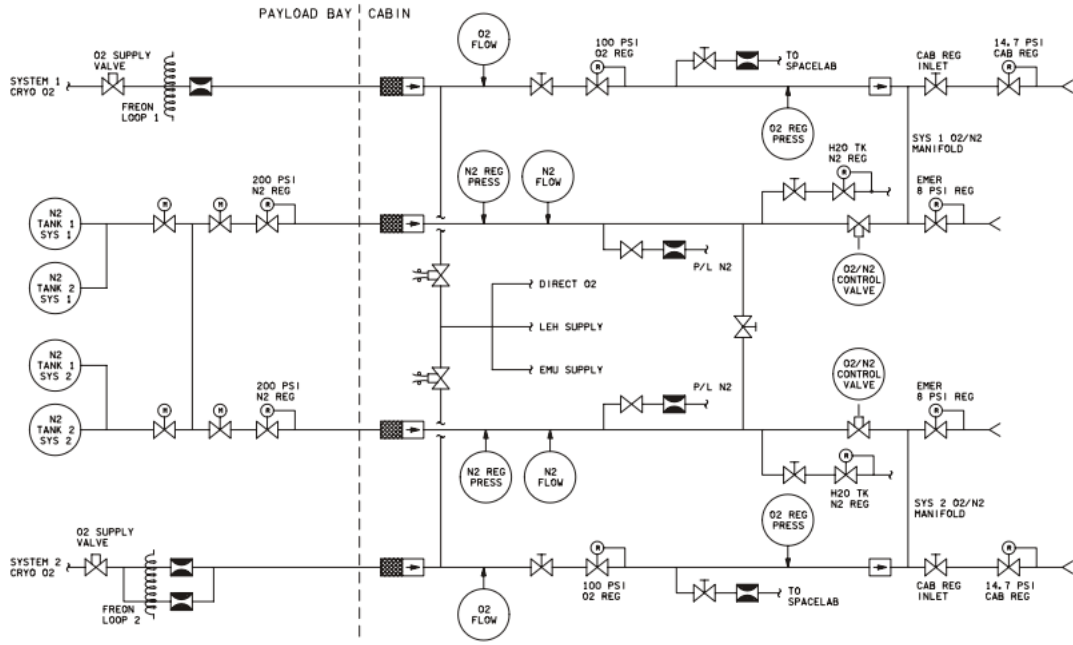 PAYLOAD BAY
CABIN
O2
FLOW
O2 SUPPLY
VALVE
SYSTEM 1
CRYO O2
FREON
LOOP 1
100 PSI
O2 REG
R
TO
SPACELAB
CAB REG
INLET
14.7 PSI
CAB REG
R
O2 REG
PRESS
SYS 1 O2/N2
MANIFOLD
N2 REG
PRESS
N2
FLOW
H2O TK
N2 REG
R
200 PSI
N2 REG
M
M
R
EMER
8 PSI REG
R
N2
TANK 1
SYS 1
N2
TANK 2
SYS 1
P/L N2
O2/N2
CONTROL
VALVE
DIRECT O2
LEH SUPPLY
EMU SUPPLY
N2
TANK 1
SYS 2
N2
TANK 2
SYS 2
200 PSI
N2 REG
M
M
R
P/L N2
O2/N2
CONTROL
VALVE
EMER
8 PSI REG
R
N2 REG
PRESS
N2
FLOW
R
H2O TK
N2 REG
SYS 2 O2/N2
MANIFOLD
O2 REG
PRESS
O2 SUPPLY
VALVE
SYSTEM 2
CRYO O2
FREON
LOOP 2
O2
FLOW
R
100 PSI
O2 REG
TO
SPACELAB
CAB REG
INLET
R
14.7 PSI
CAB REG